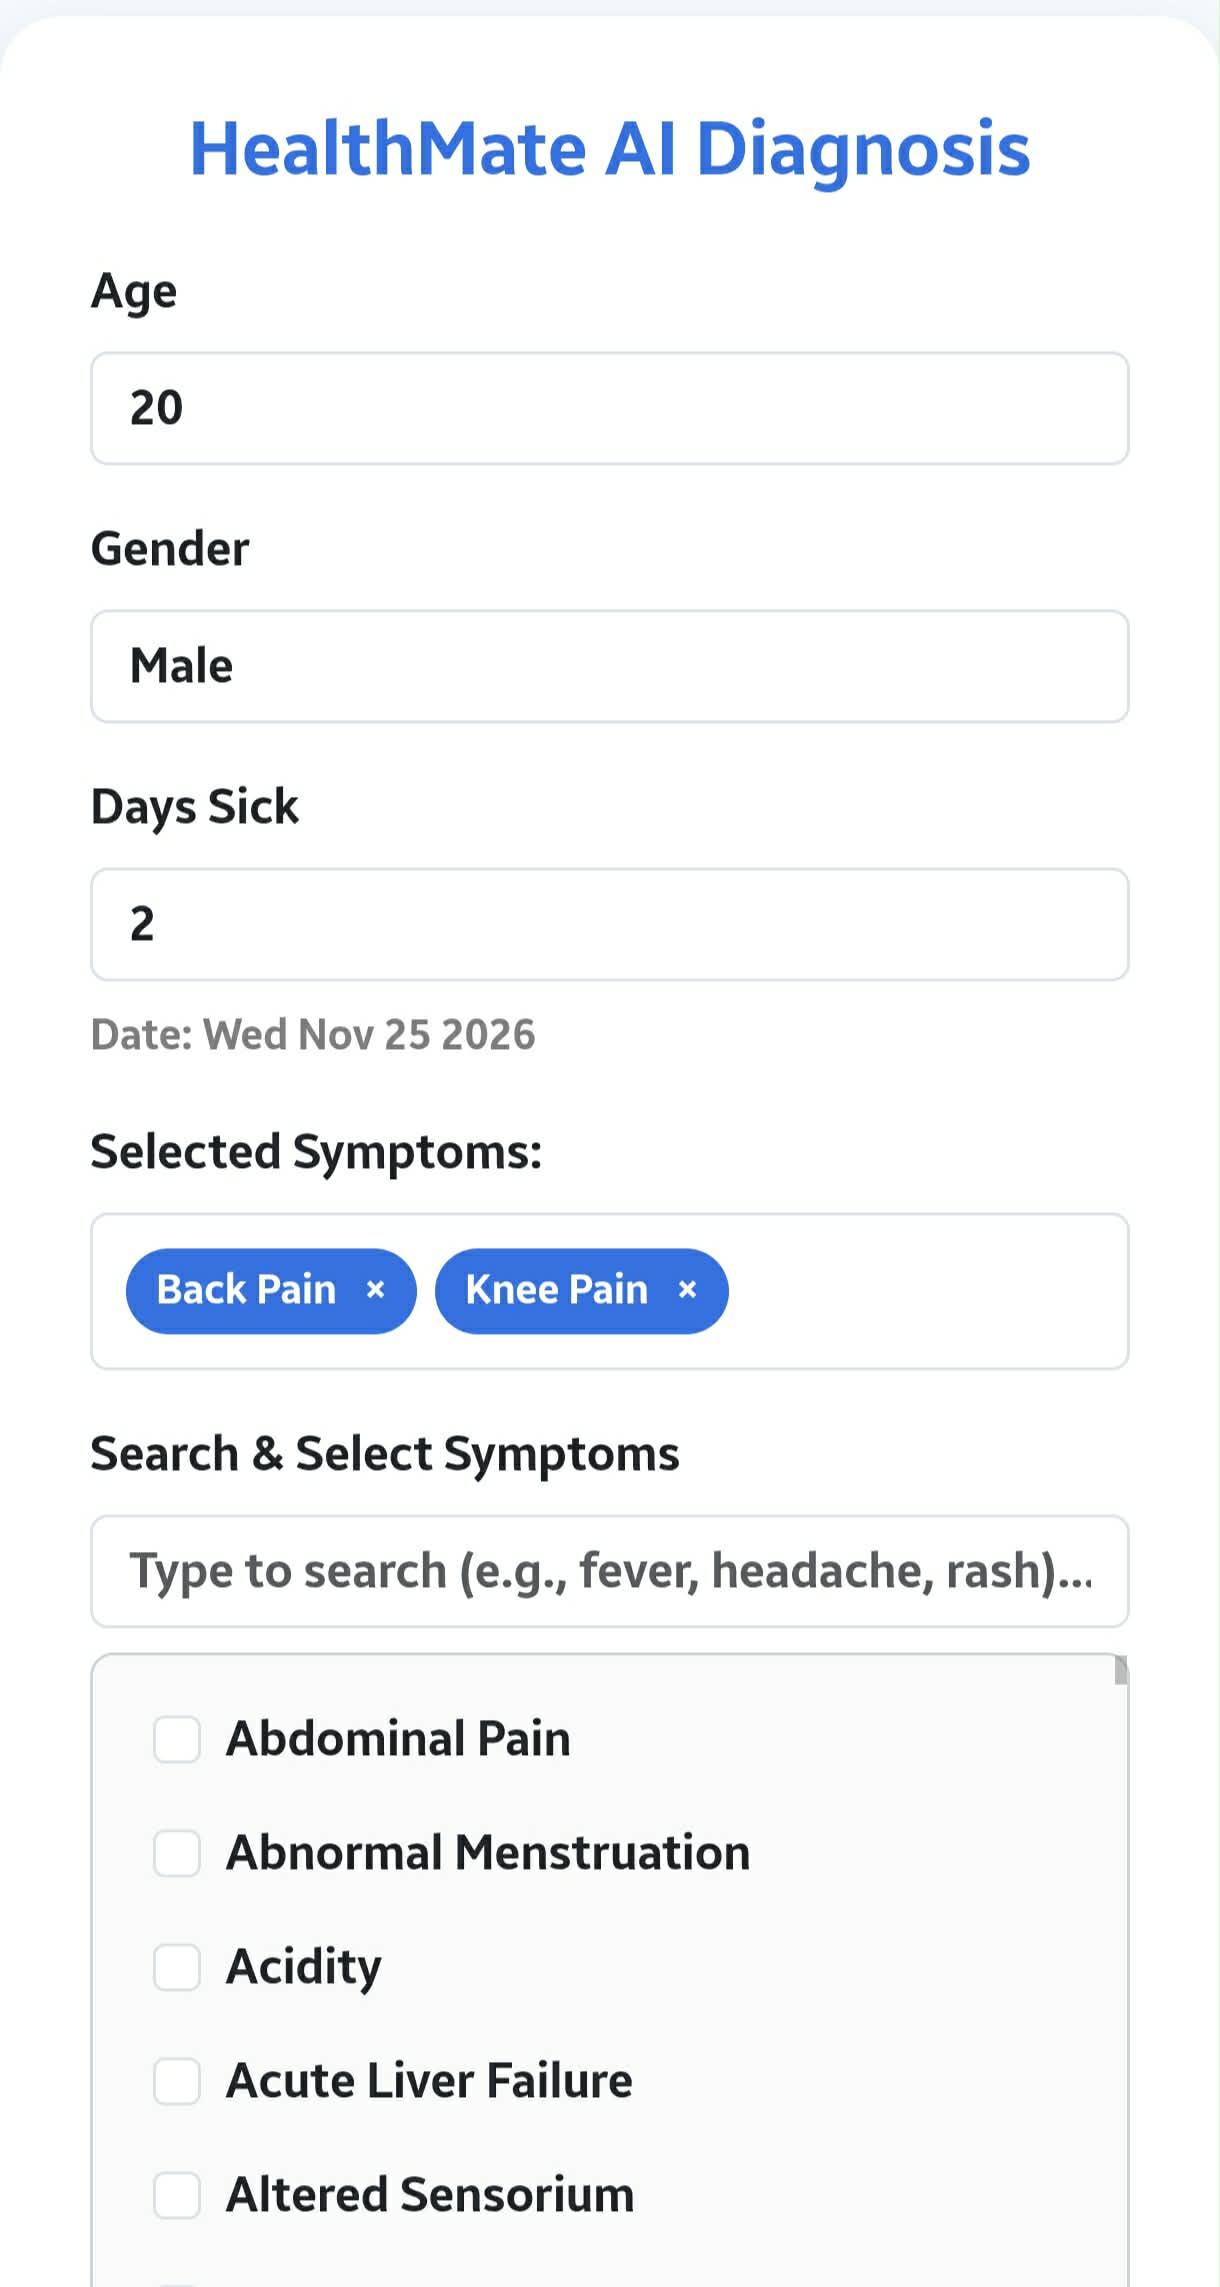 HealthMate AI Diagnosis
Age
20
Gender
Male
Days Sick
2
Date: Wed Nov 25 2026
Selected Symptoms:
Back Pain × Knee Pain ×
Search & Select Symptoms
Type to search (e.g., fever, headache, rash)...
Abdominal Pain
Abnormal Menstruation
Acidity
Acute Liver Failure
Altered Sensorium